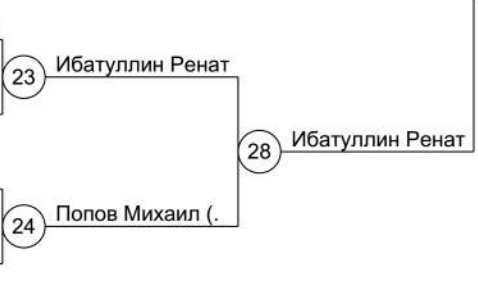 Ибатуллин Ренат
23
28
Ибатуллин Ренат
Попов Михаил (.
24